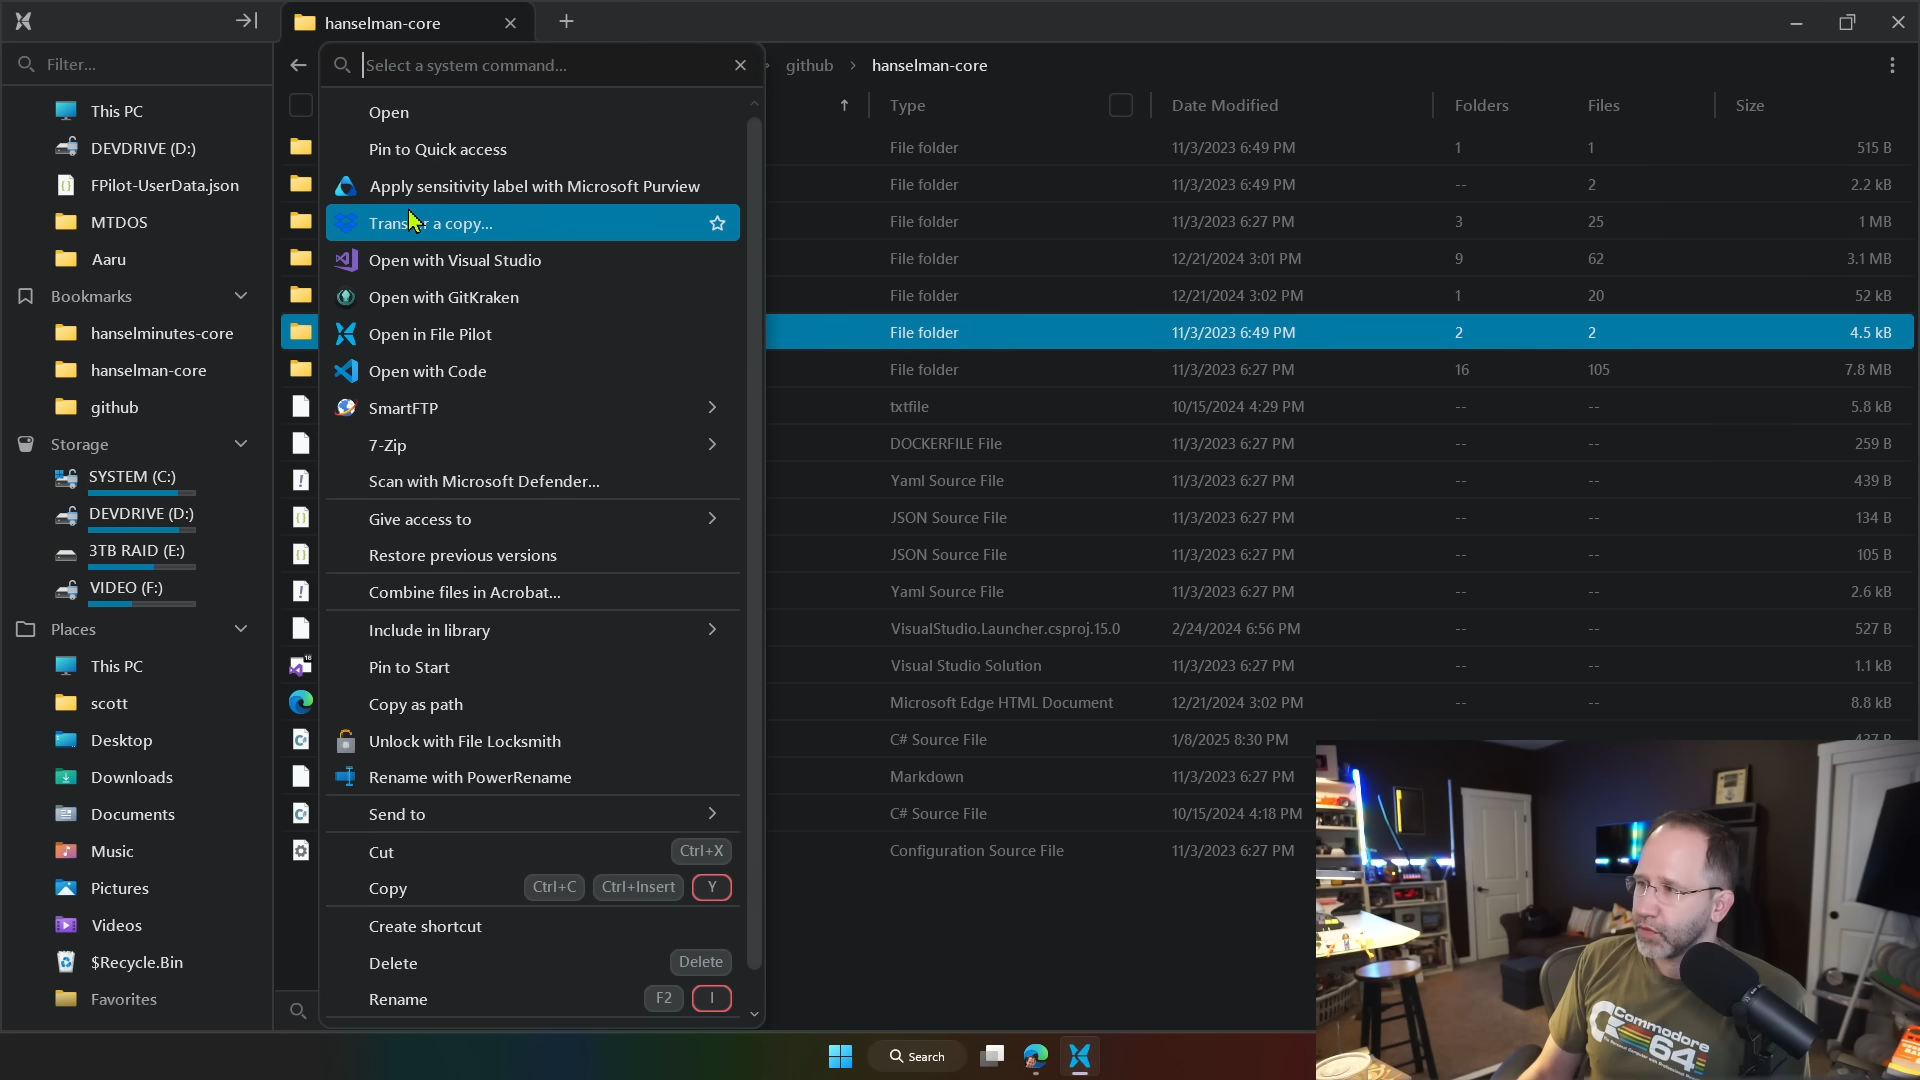 hanselman-core
Filter...
Select a system command...
github
hanselman-core
Type
Date Modified
Folders
Files
Size
This PC
DEVDRIVE (D:)
FPilot-UserData.json
MTDOS
Aaru
Bookmarks
hanselminutes-core
hanselman-core
github
Storage
SYSTEM (C:)
DEVDRIVE (D:)
3TB RAID (E:)
VIDEO (F:)
Places
This PC
scott
Desktop
Downloads
Documents
Music
Pictures
Videos
$Recycle.Bin
Favorites
Open
Pin to Quick access
Apply sensitivity label with Microsoft Purview
a copy...
Open with Visual Studio
Open with GitKraken
Open in File Pilot
Open with Code
SmartFTP
7-Zip
Scan with Microsoft Defender...
Give access to
Restore previous versions
Combine files in Acrobat...
Include in library
Pin to Start
Copy as path
Unlock with File Locksmith
Rename with PowerRename
Send to
Cut Ctrl+X
Copy Ctrl+C Ctrl+Insert Y
Create shortcut
Delete Delete
Rename F2 I
File folder 11/3/2023 6:49 PM 1 1 515 B
File folder 11/3/2023 6:49 PM -- 2 2.2 kB
File folder 11/3/2023 6:27 PM 3 25 1 MB
File folder 12/21/2024 3:01 PM 9 62 3.1 MB
File folder 12/21/2024 3:02 PM 1 20 52 kB
File folder 11/3/2023 6:49 PM 2 2 4.5 kB
File folder 11/3/2023 6:27 PM 16 105 7.8 MB
txtfile 10/15/2024 4:29 PM -- -- 5.8 kB
DOCKERFILE File 11/3/2023 6:27 PM -- -- 259 B
Yaml Source File 11/3/2023 6:27 PM -- -- 439 B
JSON Source File 11/3/2023 6:27 PM -- -- 134 B
JSON Source File 11/3/2023 6:27 PM -- -- 105 B
Yaml Source File 11/3/2023 6:27 PM -- -- 2.6 kB
VisualStudio.Launcher.csproj.15.0 2/24/2024 6:56 PM -- -- 527 B
Visual Studio Solution 11/3/2023 6:27 PM -- -- 1.1 kB
Microsoft Edge HTML Document 12/21/2024 3:02 PM -- -- 8.8 kB
C# Source File 1/8/2025 8:30 PM -- --
Markdown 11/3/2023 6:27 PM
C# Source File 10/15/2024 4:18 PM
Configuration Source File 11/3/2023 6:27 PM
Search
Commodore
64